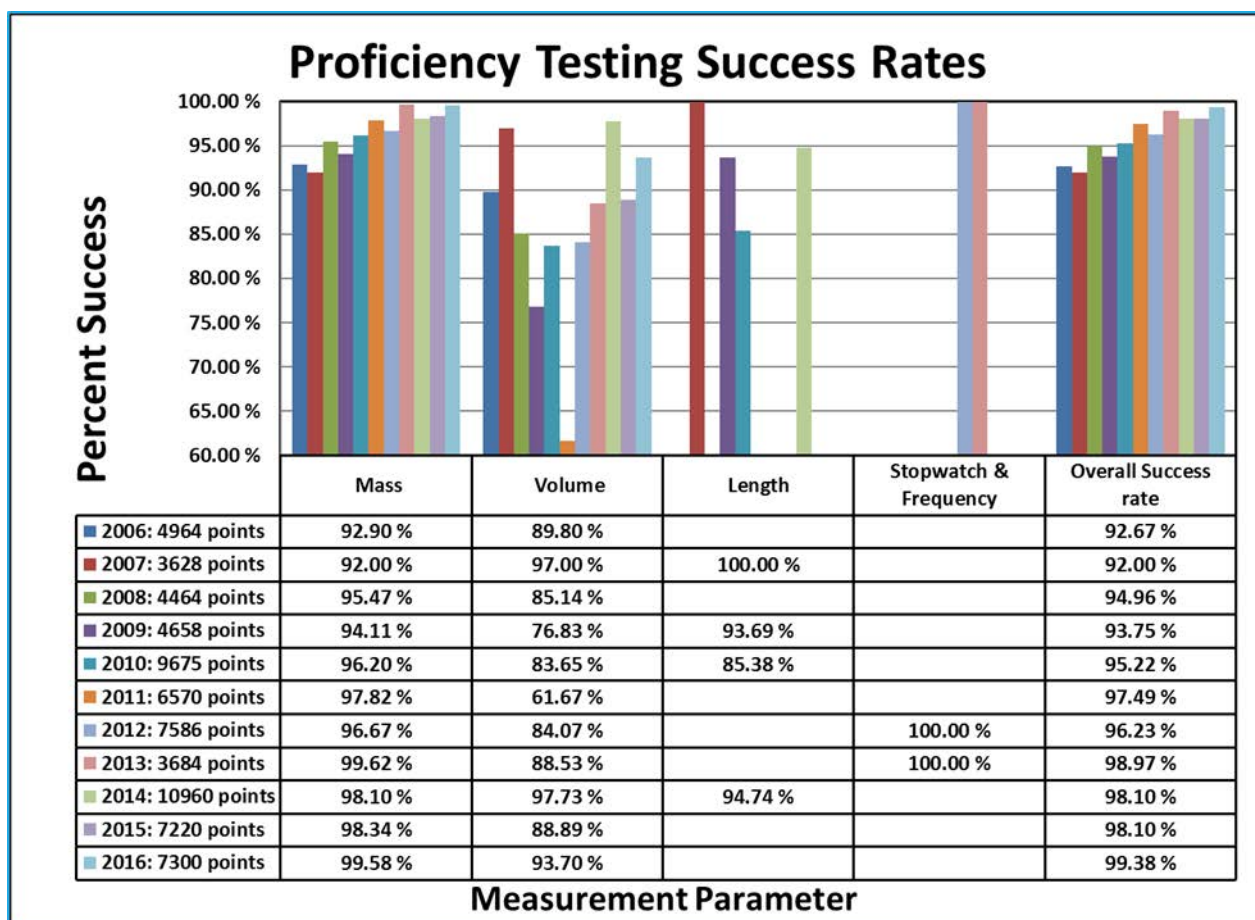 Proficiency Testing Success Rates
Percent Success
100.00 %
95.00 %
90.00 %
85.00 %
80.00 %
75.00 %
70.00 %
65.00 %
60.00 %
Mass Volume Length Stopwatch & Frequency Overall Success rate
2006: 4964 points 92.90 % 89.80 % 92.67 %
2007: 3628 points 92.00 % 97.00 % 100.00 % 92.00 %
2008: 4464 points 95.47 % 85.14 % 94.96 %
2009: 4658 points 94.11 % 76.83 % 93.69 % 93.75 %
2010: 9675 points 96.20 % 83.65 % 85.38 % 95.22 %
2011: 6570 points 97.82 % 61.67 % 97.49 %
2012: 7586 points 96.67 % 84.07 % 100.00 % 96.23 %
2013: 3684 points 99.62 % 88.53 % 100.00 % 98.97 %
2014: 10960 points 98.10 % 97.73 % 94.74 % 98.10 %
2015: 7220 points 98.34 % 88.89 % 98.10 %
2016: 7300 points 99.58 % 93.70 % 99.38 %
Measurement Parameter